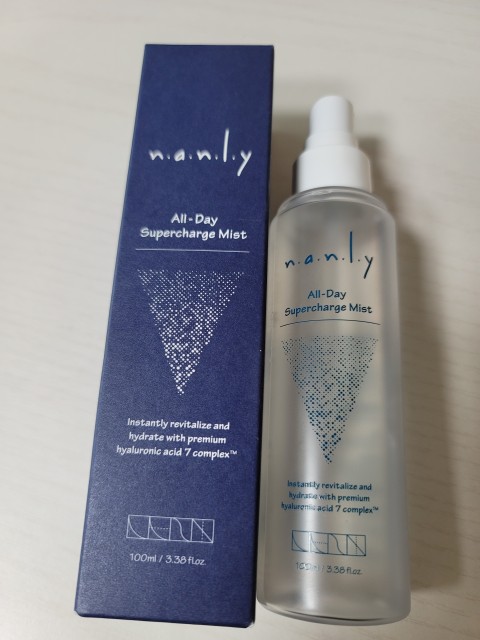 n.a.n.l.y
All-Day
Supercharge Mist
Instantly revitalize and
hydrate with premium
hyaluronic acid 7 complex™
100ml / 3.38 fl.oz
n.a.n.l.y
All-Day
Supercharge Mist
Instantly revitalize and
hydrate with premium
hyaluronic acid 7 complex™
100ml / 3.38 fl.oz